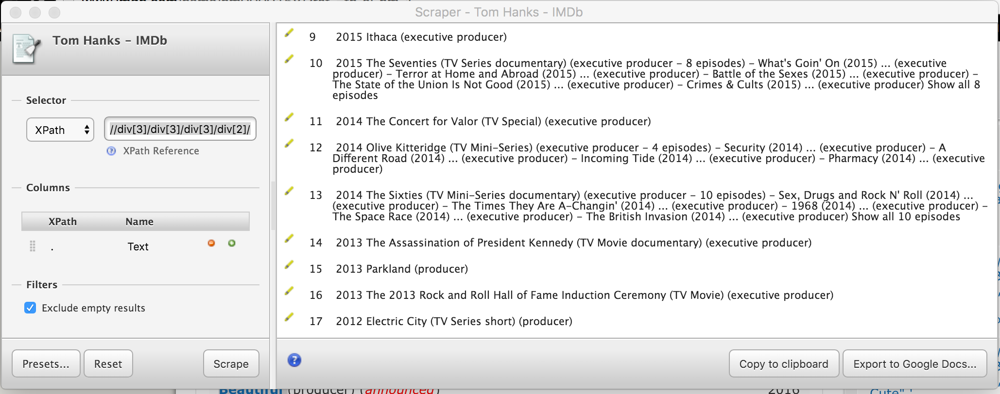 Scraper - Tom Hanks - IMDb
Tom Hanks - IMDb
Selector
XPath
//div[3]/div[3]/div[3]/div[2]/
XPath Reference
Columns
XPath Name
. Text
Filters
Exclude empty results
Presets...
Reset
Scrape
9 2015 Ithaca (executive producer)
10 2015 The Seventies (TV Series documentary) (executive producer - 8 episodes) - What's Goin' On (2015) ... (executive
producer) - Terror at Home and Abroad (2015) ... (executive producer) - Battle of the Sexes (2015) ... (executive producer) -
The State of the Union Is Not Good (2015) ... (executive producer) - Crimes & Cults (2015) ... (executive producer) Show all 8
episodes
11 2014 The Concert for Valor (TV Special) (executive producer)
12 2014 Olive Kitteridge (TV Mini-Series) (executive producer - 4 episodes) - Security (2014) ... (executive producer) - A
Different Road (2014) ... (executive producer) - Incoming Tide (2014) ... (executive producer) - Pharmacy (2014) ... (executive
producer)
13 2014 The Sixties (TV Mini-Series documentary) (executive producer - 10 episodes) - Sex, Drugs and Rock N' Roll (2014) ...
(executive producer) - The Times They Are A-Changin' (2014) ... (executive producer) - 1968 (2014) ... (executive producer) -
The Space Race (2014) ... (executive producer) - The British Invasion (2014) ... (executive producer) Show all 10 episodes
14 2013 The Assassination of President Kennedy (TV Movie documentary) (executive producer)
15 2013 Parkland (producer)
16 2013 The 2013 Rock and Roll Hall of Fame Induction Ceremony (TV Movie) (executive producer)
17 2012 Electric City (TV Series short) (producer)
Copy to clipboard
Export to Google Docs...
Beautiful (producer) (announced) 2016
Cute"